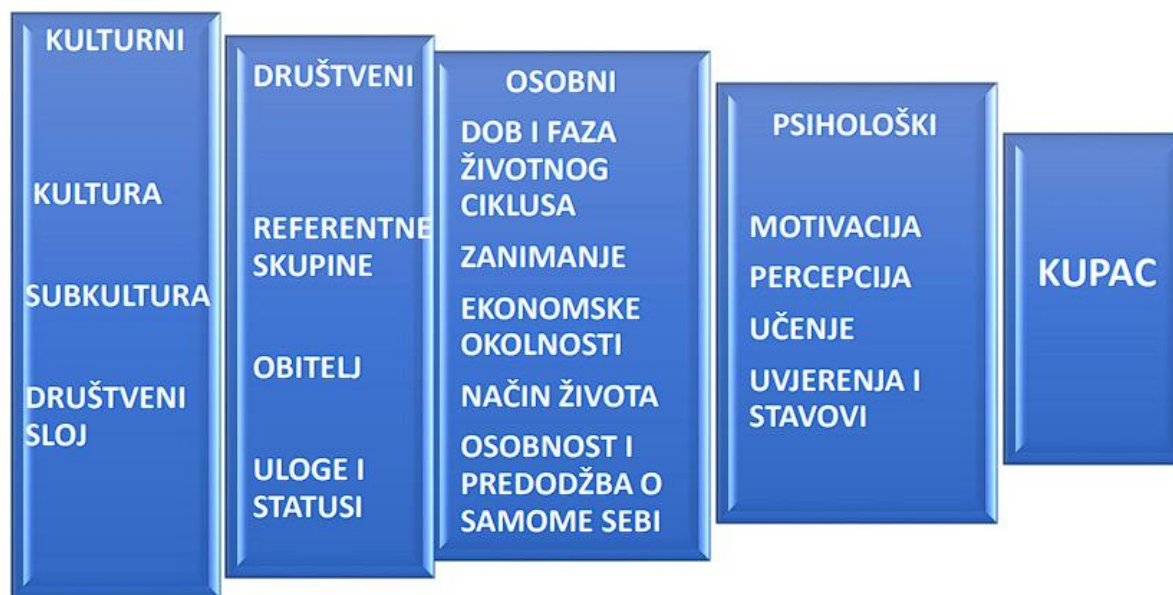 KULTURNI
KULTURA
SUBKULTURA
DRUŠTVENI
SLOJ
DRUŠTVENI
REFERENTNE
SKUPINE
OBITELJ
ULOGE I
STATUSI
OSOBNI
DOB I FAZA
ŽIVOTNOG
CIKLUSA
ZANIMANJE
EKONOMSKE
OKOLNOSTI
NAČIN ŽIVOTA
OSOBNOST I
PREDODŽBA O
SAMOME SEBI
PSIHOLOŠKI
MOTIVACIJA
PERCEPCIJA
UČENJE
UVJERENJA I
STAVOVI
KUPAC